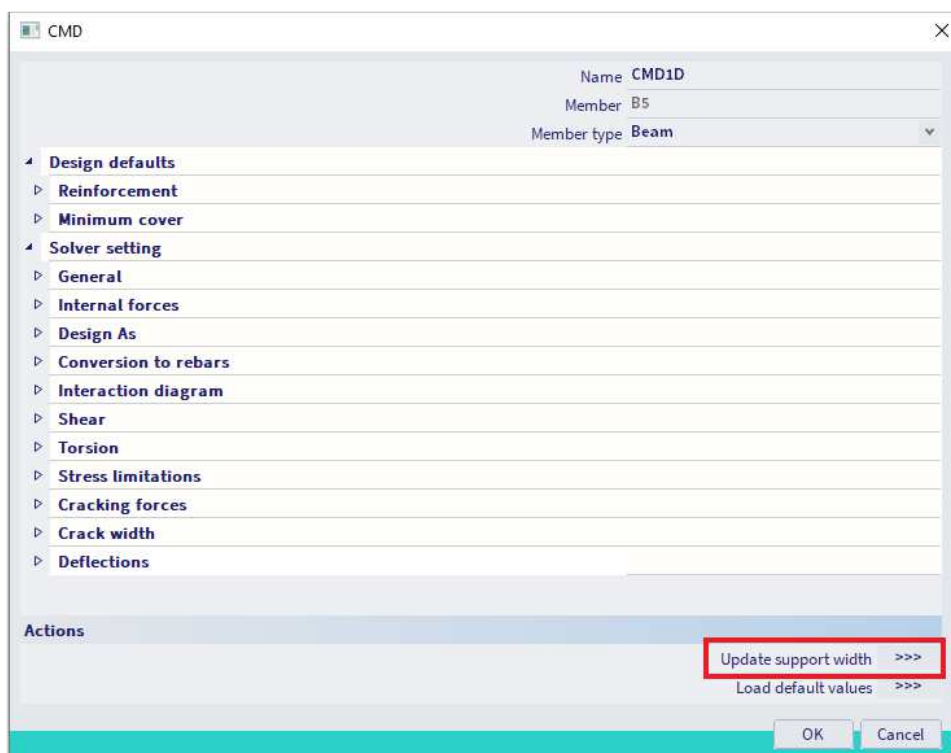 CMD
Name CMD1D
Member B5
Member type Beam
Design defaults
Reinforcement
Minimum cover
Solver setting
General
Internal forces
Design As
Conversion to rebars
Interaction diagram
Shear
Torsion
Stress limitations
Cracking forces
Crack width
Deflections
Actions
Update support width >>>
Load default values >>>
OK Cancel